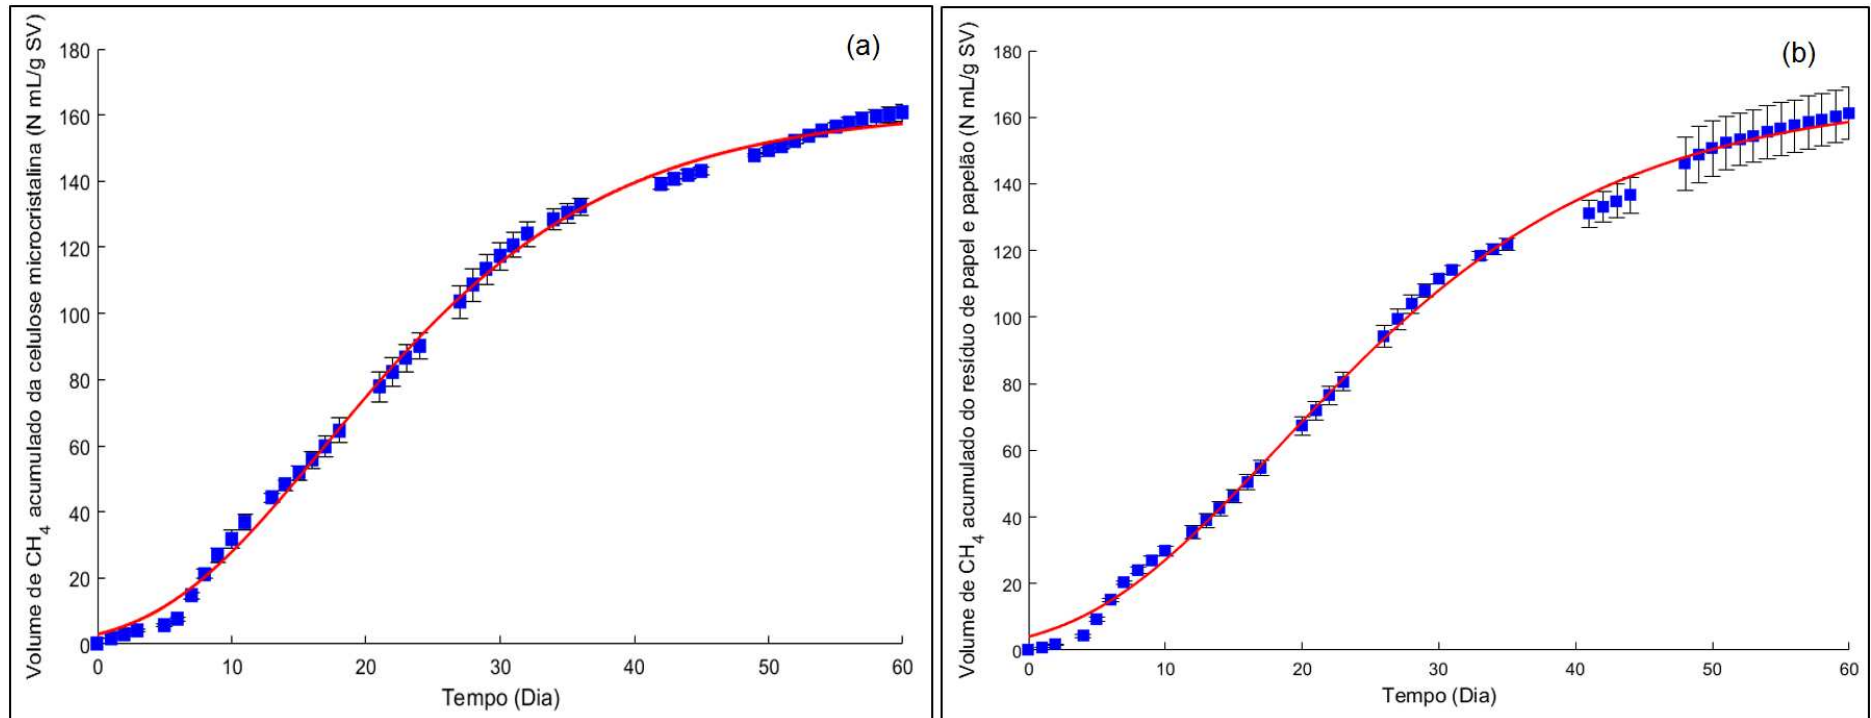 (a)
Volume de CH4 acumulado da celulose microcristalina (N mL/g SV)
180
160
140
120
100
80
60
40
20
0
0 10 20 30 40 50 60
Tempo (Dia)
(b)
Volume de CH4 acumulado do resíduo de papel e papelão (N mL/g SV)
180
160
140
120
100
80
60
40
20
0
0 10 20 30 40 50 60
Tempo (Dia)